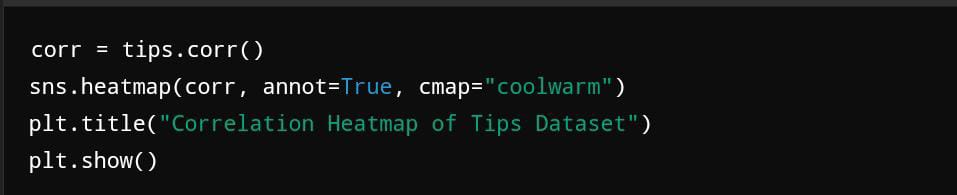 corr = tips.corr()
sns.heatmap(corr, annot=True, cmap="coolwarm")
plt.title("Correlation Heatmap of Tips Dataset")
plt.show()